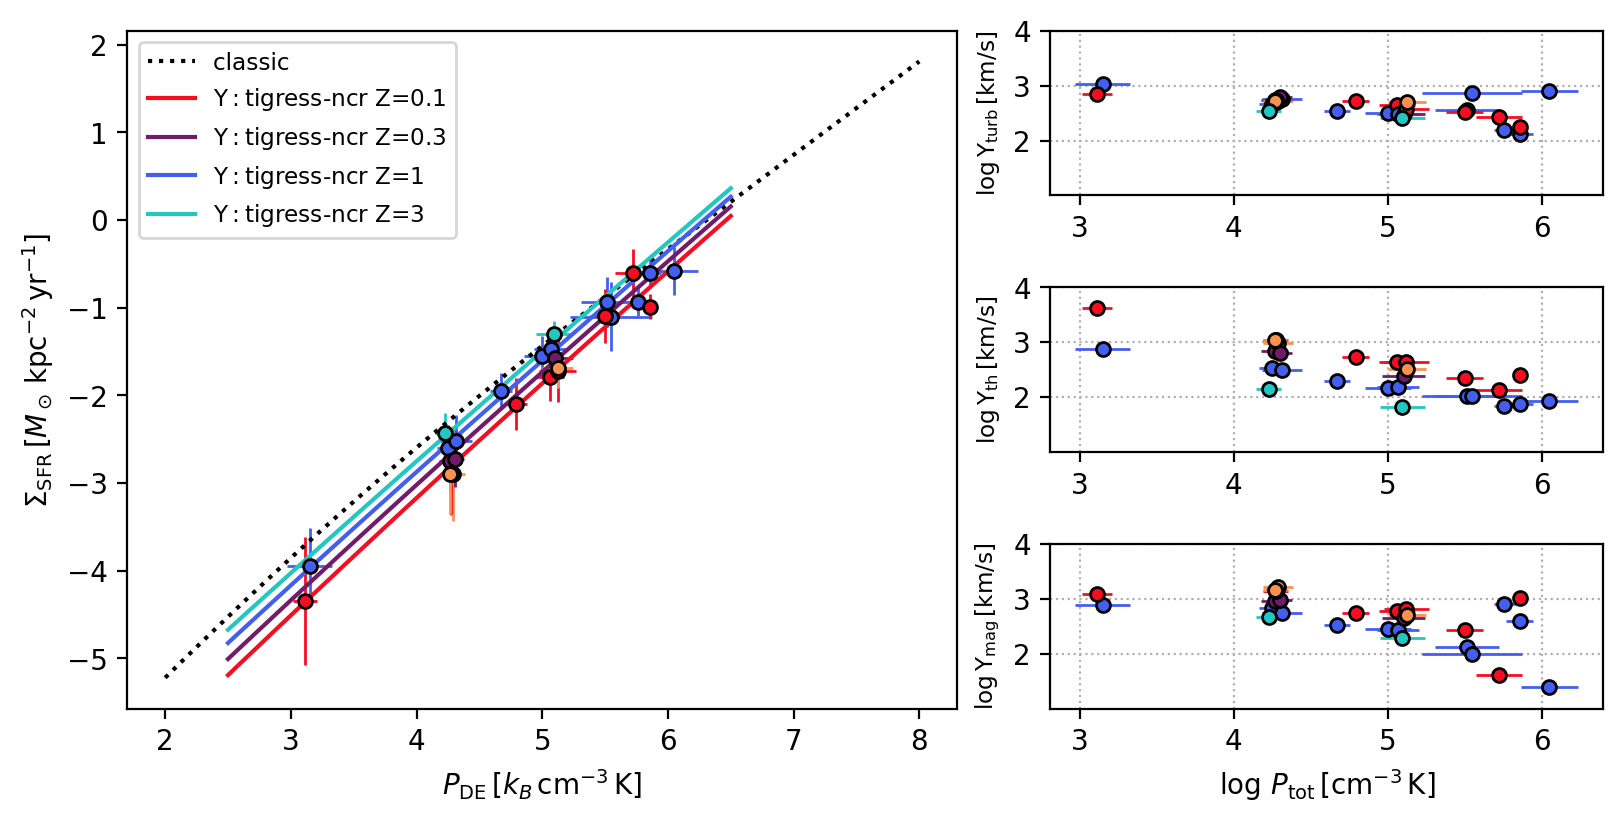 2
1
0
−1
−2
−3
−4
−5
Σ_SFR [M_⊙ kpc⁻² yr⁻¹]
classic
Υ : tigress-ncr Z=0.1
Υ : tigress-ncr Z=0.3
Υ : tigress-ncr Z=1
Υ : tigress-ncr Z=3
2 3 4 5 6 7 8
P_DE [k_B cm⁻³ K]
4
3
2
log Υ_turb [km/s]
3 4 5 6
4
3
2
log Υ_th [km/s]
3 4 5 6
4
3
2
log Υ_mag [km/s]
3 4 5 6
log P_tot [cm⁻³ K]